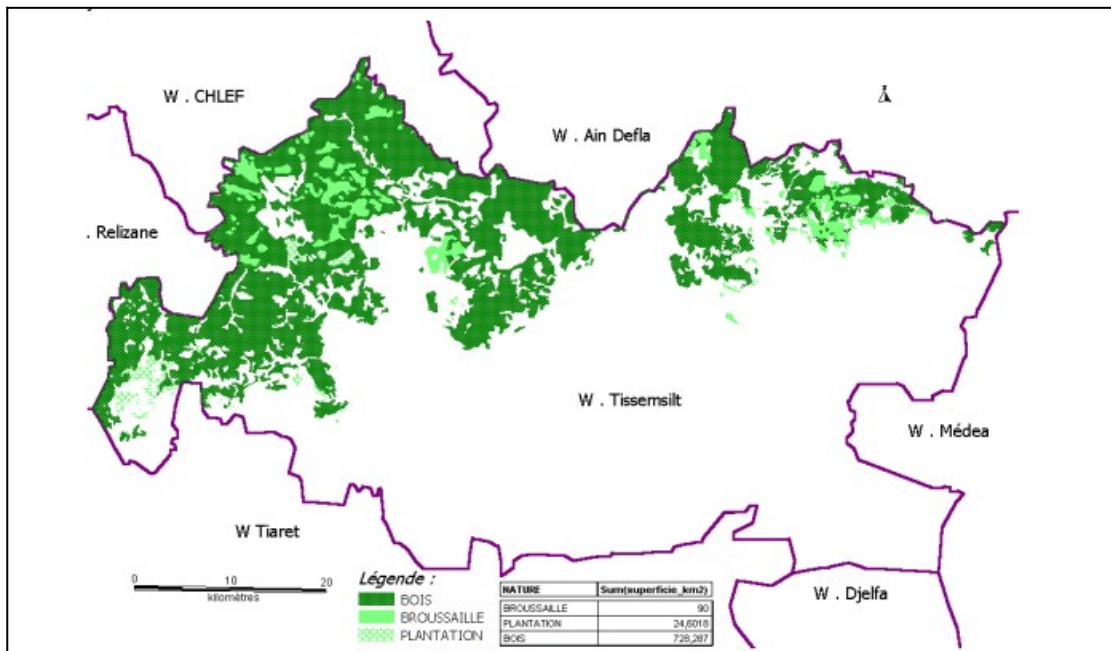 W . CHLEF
W . Ain Defla
. Relizane
W . Tissemsilt
W . Médea
W Tiaret
W . Djelfa
0 10 20
kilomètres
Légende :
BOIS
BROUSSAILLE
PLANTATION
NATURE Sum(superficie_km2)
BROUSSAILLE 90
PLANTATION 24,6018
BOIS 728,287